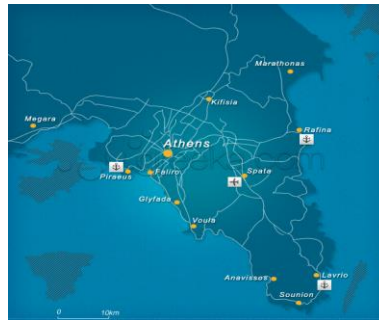 Marathonas
Kifisia
Megara
Rafina
Athens
Piraeus
Faliro
Spata
Glyfada
Voula
Anavissos
Lavrio
Sounion
0 10km